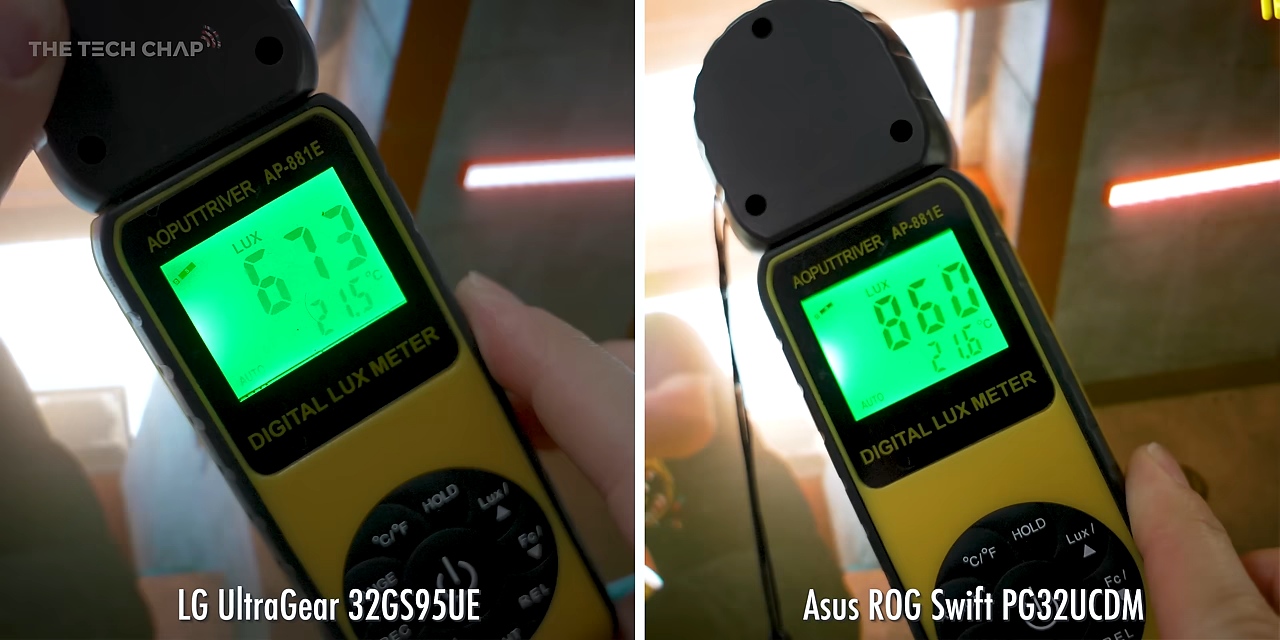 THE TECH CHAP
AOPUTTRIVER AP-881E
LUX
673
21.5°C
AUTO
DIGITAL LUX METER
°C/°F
HOLD
Lux/
Fc/
REL
LG UltraGear 32GS95UE
AOPUTTRIVER AP-881E
LUX
860
21.6°C
AUTO
DIGITAL LUX METER
°C/°F
HOLD
Lux/
Fc/
REL
Asus ROG Swift PG32UCDM